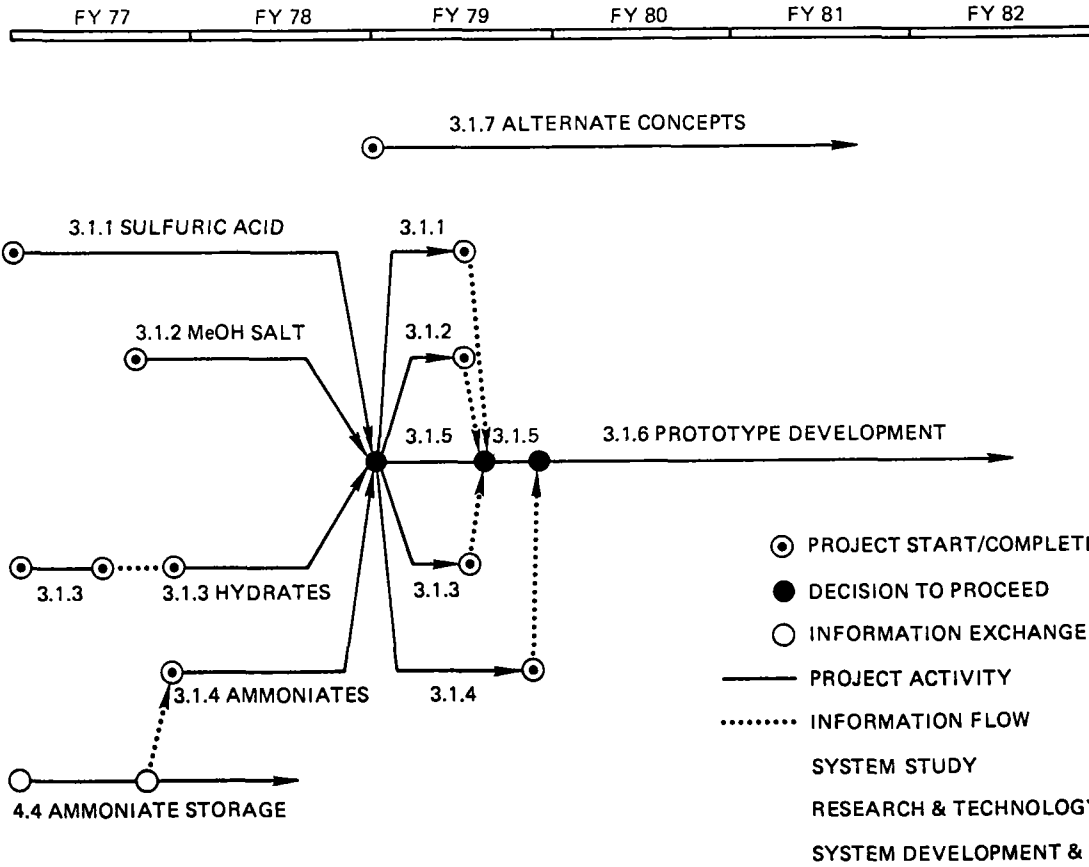 FY 77 FY 78 FY 79 FY 80 FY 81 FY 82
3.1.7 ALTERNATE CONCEPTS
3.1.1 SULFURIC ACID 3.1.1
3.1.2 MeOH SALT 3.1.2
3.1.5 3.1.5 3.1.6 PROTOTYPE DEVELOPMENT
PROJECT START/COMPLETI
3.1.3 3.1.3 HYDRATES 3.1.3 DECISION TO PROCEED
INFORMATION EXCHANGE
PROJECT ACTIVITY
3.1.4 AMMONIATES 3.1.4
INFORMATION FLOW
SYSTEM STUDY
4.4 AMMONIATE STORAGE RESEARCH & TECHNOLOGY
SYSTEM DEVELOPMENT &